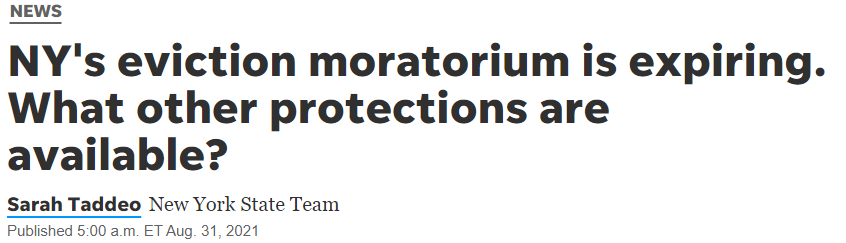 NEWS
NY's eviction moratorium is expiring.
What other protections are
available?
Sarah Taddeo New York State Team
Published 5:00 a.m. ET Aug. 31, 2021